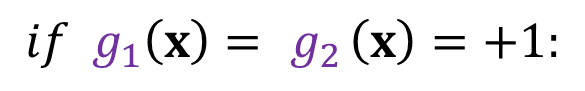 if g₁(𝐱) = g₂(𝐱) = +1: